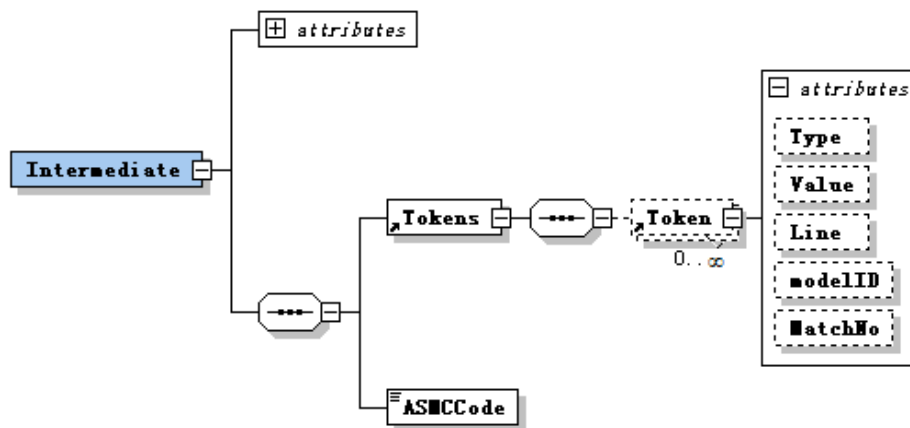 attributes
attributes
Type
Intermediate
Value
Tokens
Token
Line
0..∞
modelID
MatchNo
ASMCCode